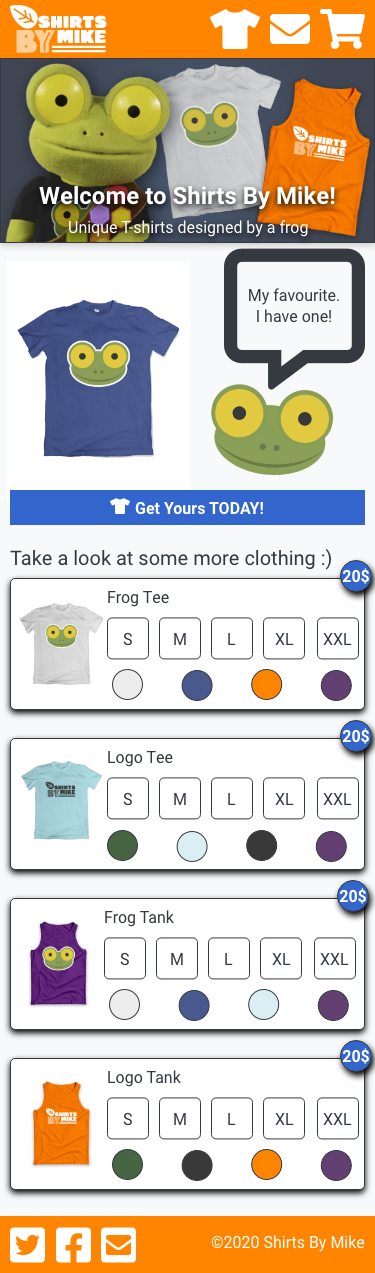 SHIRTS
BY MIKE
SHIRTS
BY MIKE
Welcome to Shirts By Mike!
Unique T-shirts designed by a frog
My favourite.
I have one!
Get Yours TODAY!
Take a look at some more clothing :)
20$
Frog Tee
S M L XL XXL
20$
Logo Tee
SHIRTS
BY MIKE
S M L XL XXL
20$
Frog Tank
S M L XL XXL
20$
Logo Tank
SHIRTS
BY MIKE
S M L XL XXL
©2020 Shirts By Mike